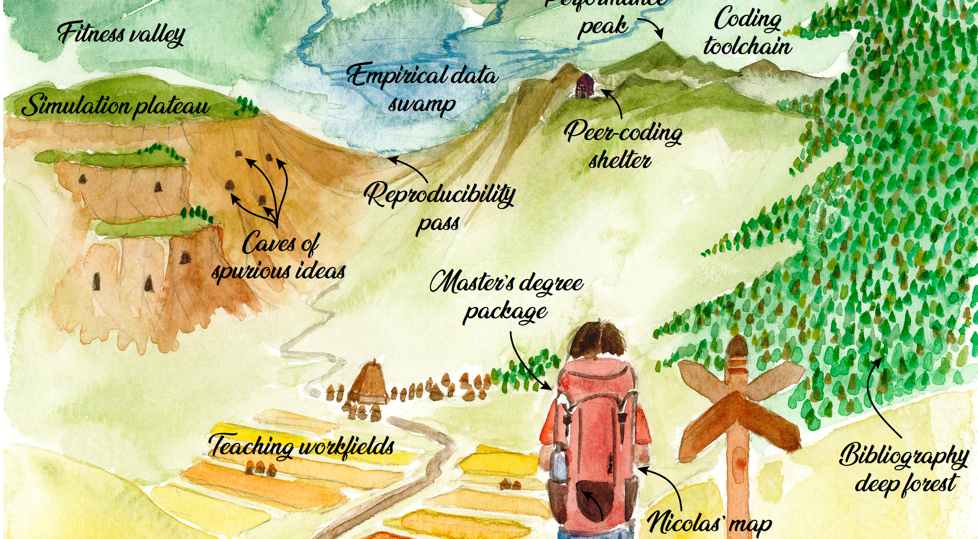 Performance
peak
Coding
toolchain
Fitness valley
Empirical data
swamp
Simulation plateau
Peer-coding
shelter
Reproducibility
pass
Caves of
spurious ideas
Master's degree
package
Teaching workfields
Bibliography
deep forest
Nicolas' map